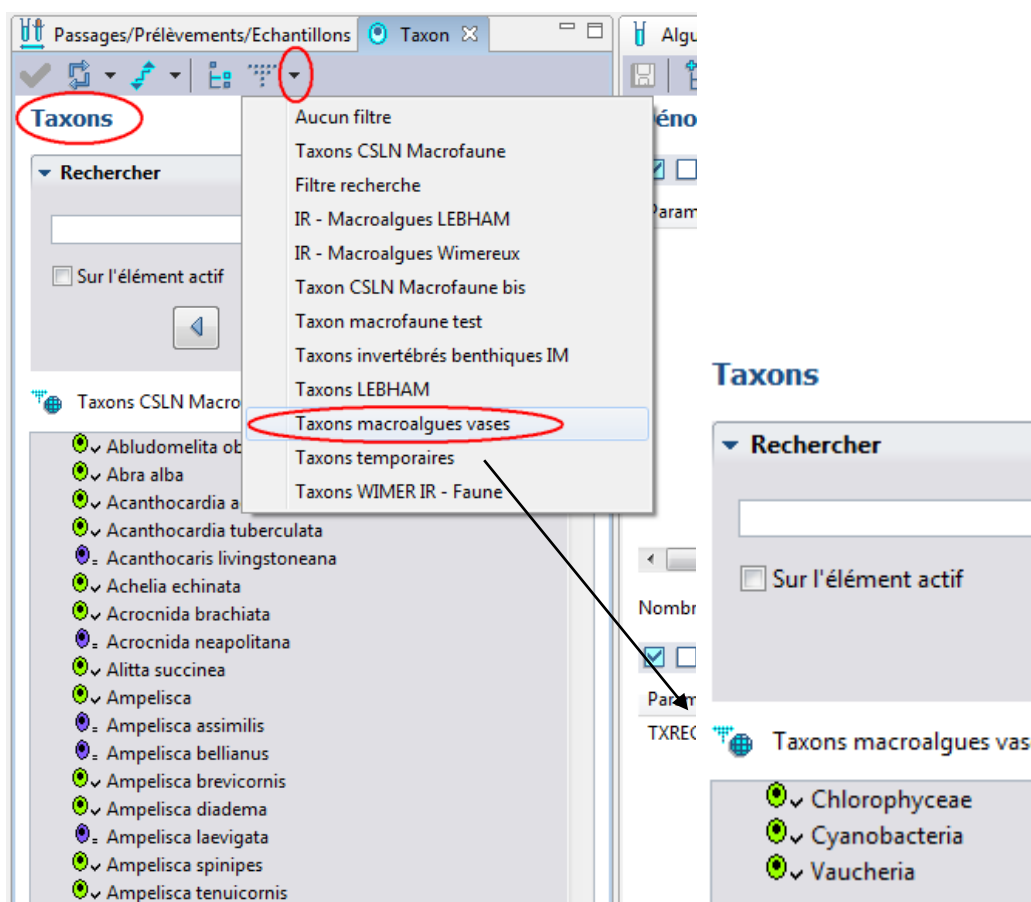 Passages/Prélèvements/Echantillons Taxon
Taxons
Rechercher
Sur l'élément actif
Taxons CSLN Macro
Abludomelita ob
Abra alba
Acanthocardia a
Acanthocardia tuberculata
Acanthocaris livingstoneana
Achelia echinata
Acrocnida brachiata
Acrocnida neapolitana
Alitta succinea
Ampelisca
Ampelisca assimilis
Ampelisca bellianus
Ampelisca brevicornis
Ampelisca diadema
Ampelisca laevigata
Ampelisca spinipes
Ampelisca tenuicornis
Aucun filtre
Taxons CSLN Macrofaune
Filtre recherche
IR - Macroalgues LEBHAM
IR - Macroalgues Wimereux
Taxon CSLN Macrofaune bis
Taxon macrofaune test
Taxons invertébrés benthiques IM
Taxons LEBHAM
Taxons macroalgues vases
Taxons temporaires
Taxons WIMER IR - Faune
Algu
éno
Param
Nombr
Param
TXREC
Taxons
Rechercher
Sur l'élément actif
Taxons macroalgues vas
Chlorophyceae
Cyanobacteria
Vaucheria